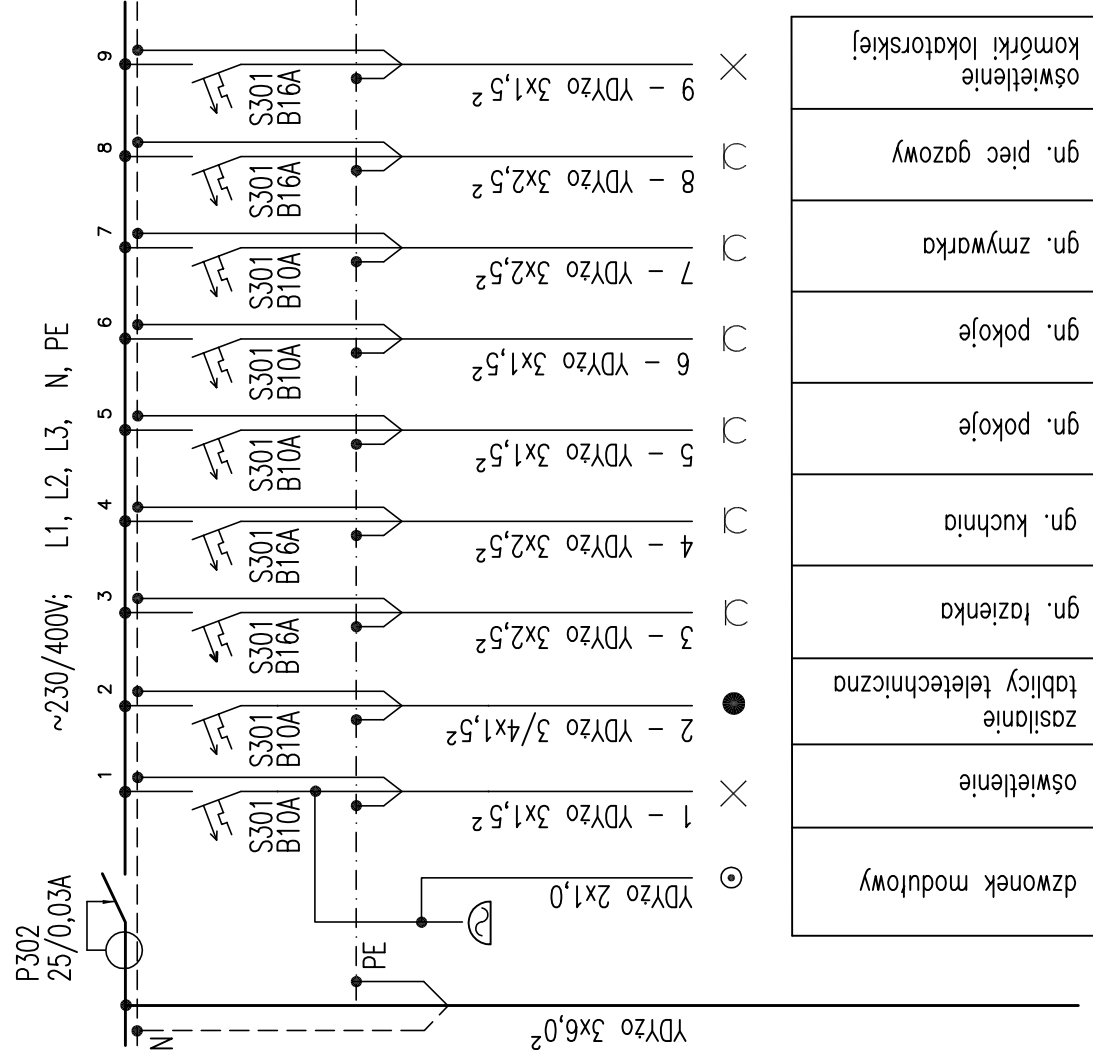 P302
25/0,03A
~230/400V; L1, L2, L3, N, PE
N
PE
YDYżo 3x6,0²
YDYżo 2x1,0
dzwonek modułowy
1
S301
B10A
1 - YDYżo 3x1,5²
oświetlenie
2
S301
B10A
2 - YDYżo 3/4x1,5²
zasilanie
tablicy teletechniczna
3
S301
B16A
3 - YDYżo 3x2,5²
gn. łazienka
4
S301
B16A
4 - YDYżo 3x2,5²
gn. kuchnia
5
S301
B10A
5 - YDYżo 3x1,5²
gn. pokoje
6
S301
B10A
6 - YDYżo 3x1,5²
gn. pokoje
7
S301
B10A
7 - YDYżo 3x2,5²
gn. zmywarka
8
S301
B16A
8 - YDYżo 3x2,5²
gn. piec gazowy
9
S301
B16A
9 - YDYżo 3x1,5²
oświetlenie
komórki lokatorskiej